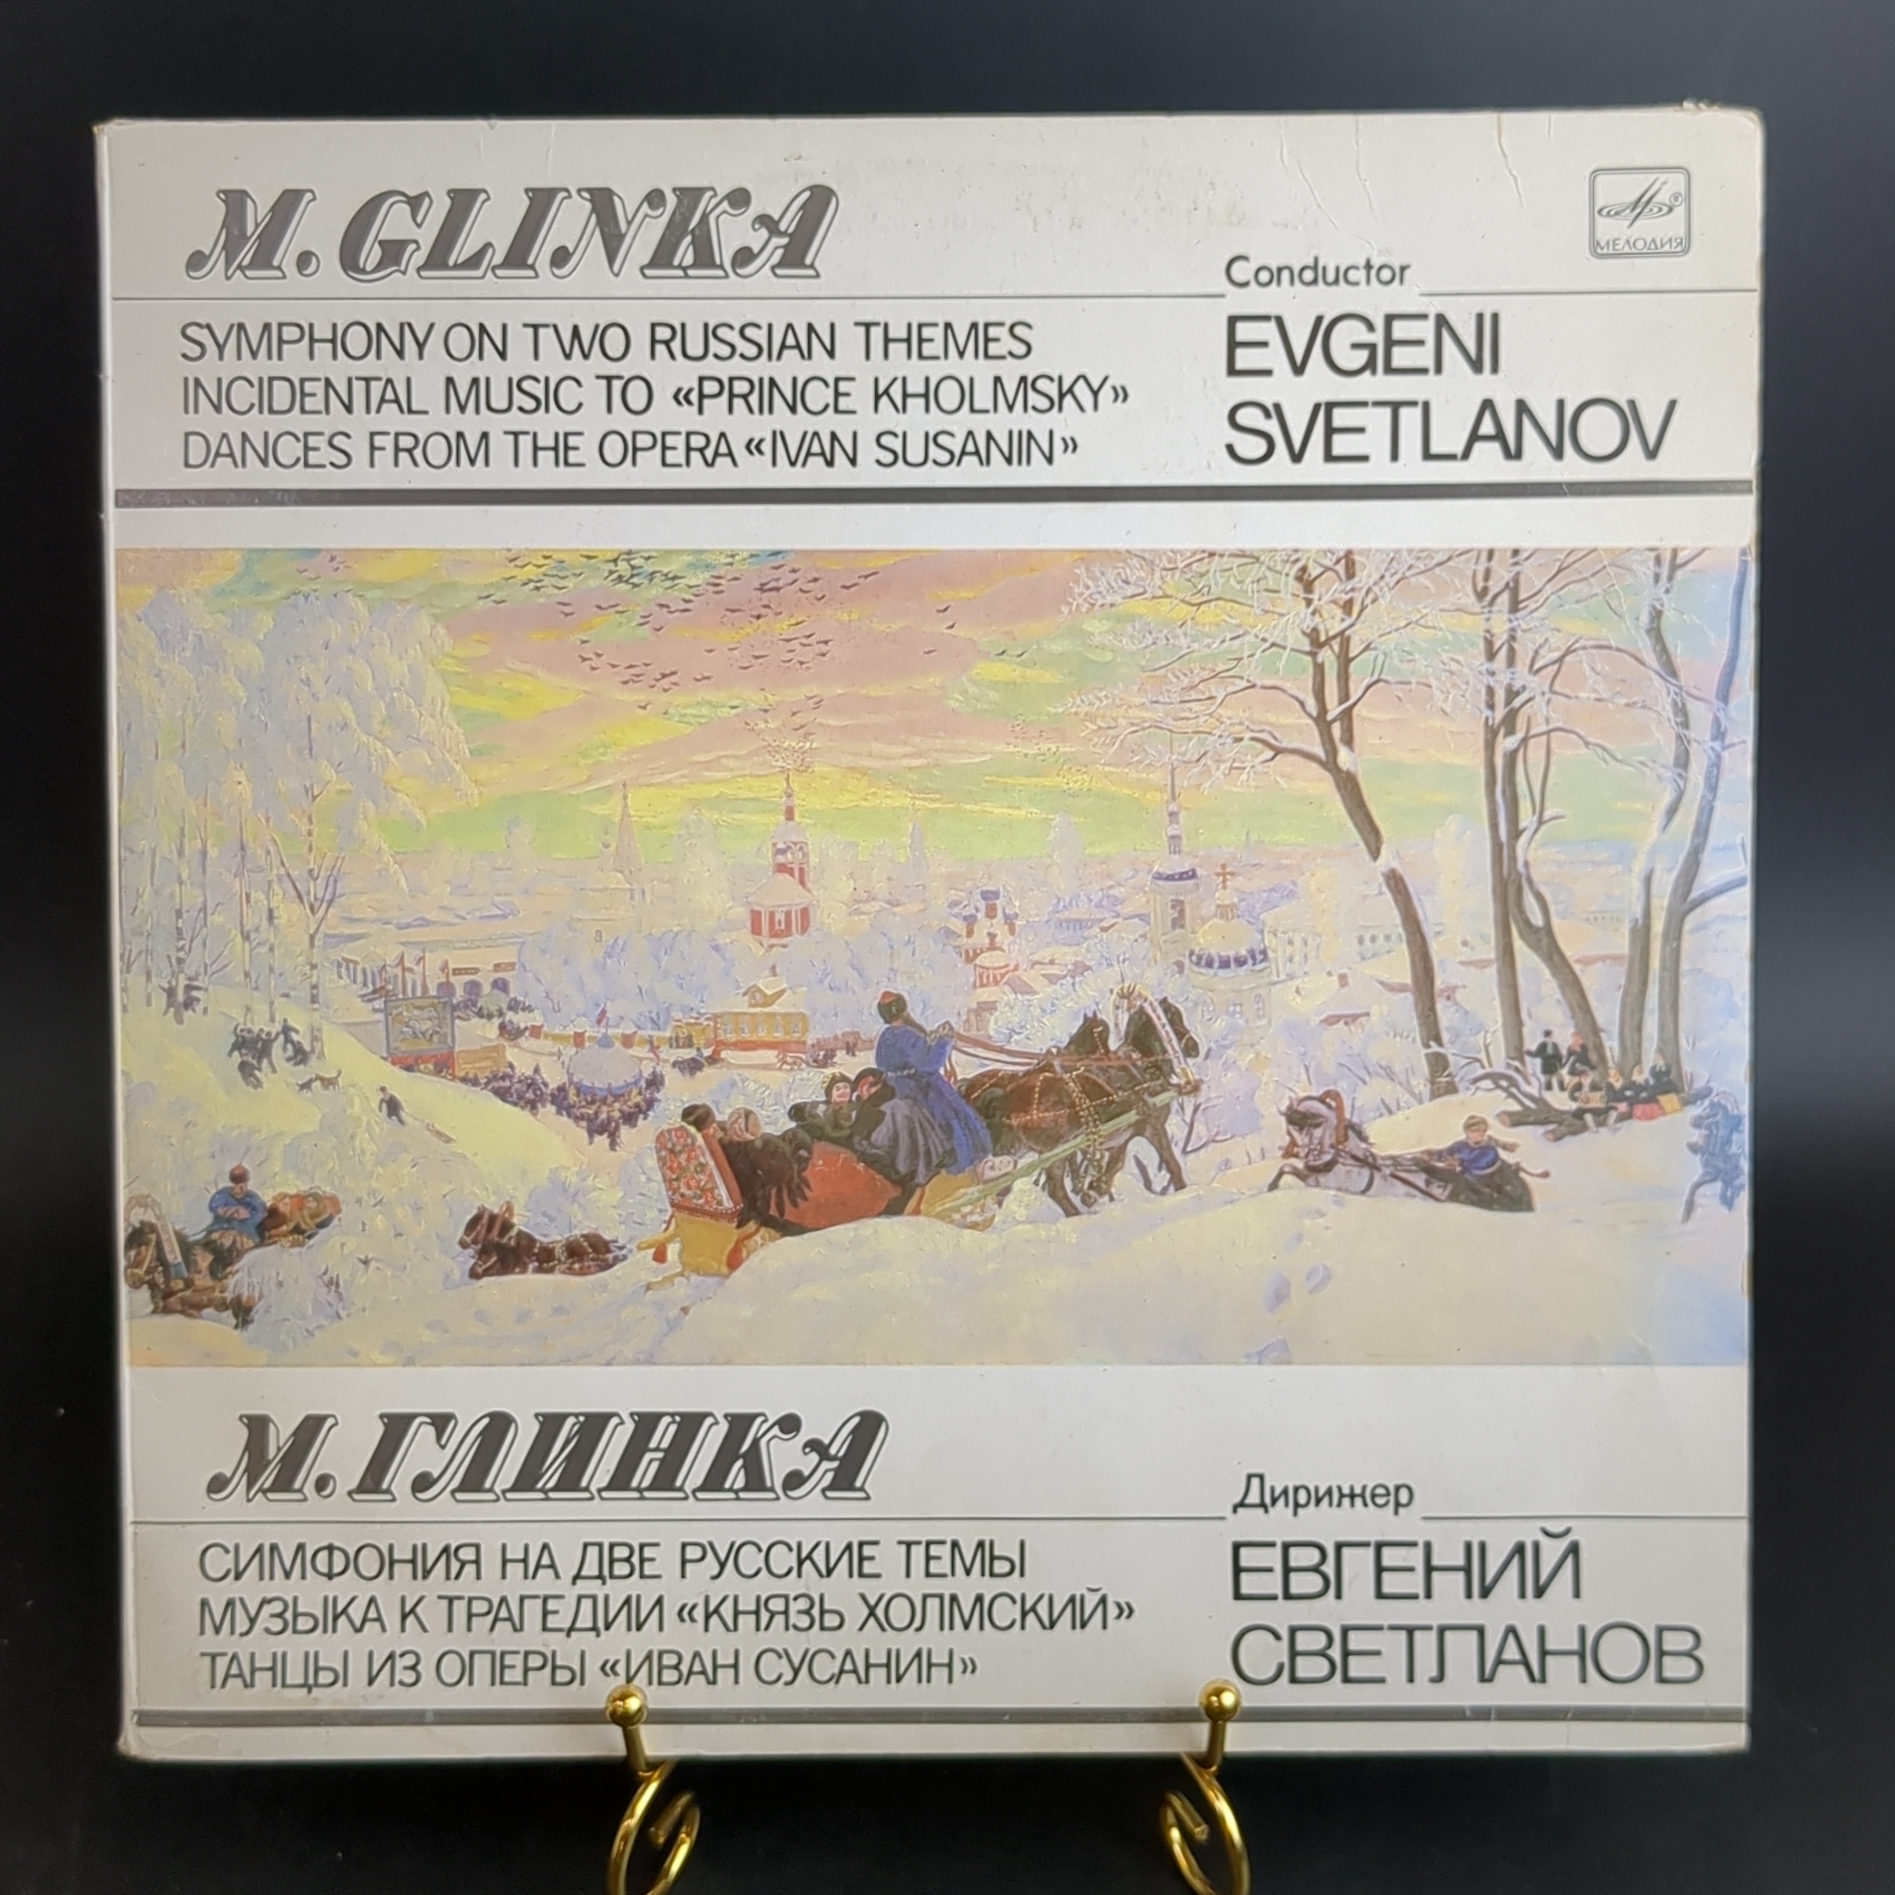 M. GLINKA
МЕЛОДИЯ
®
Conductor
SYMPHONY ON TWO RUSSIAN THEMES
INCIDENTAL MUSIC TO «PRINCE KHOLMSKY»
DANCES FROM THE OPERA «IVAN SUSANIN»
EVGENI
SVETLANOV
М. ГЛИНКА
Дирижер
СИМФОНИЯ НА ДВЕ РУССКИЕ ТЕМЫ
МУЗЫКА К ТРАГЕДИИ «КНЯЗЬ ХОЛМСКИЙ»
ТАНЦЫ ИЗ ОПЕРЫ «ИВАН СУСАНИН»
ЕВГЕНИЙ
СВЕТЛАНОВ